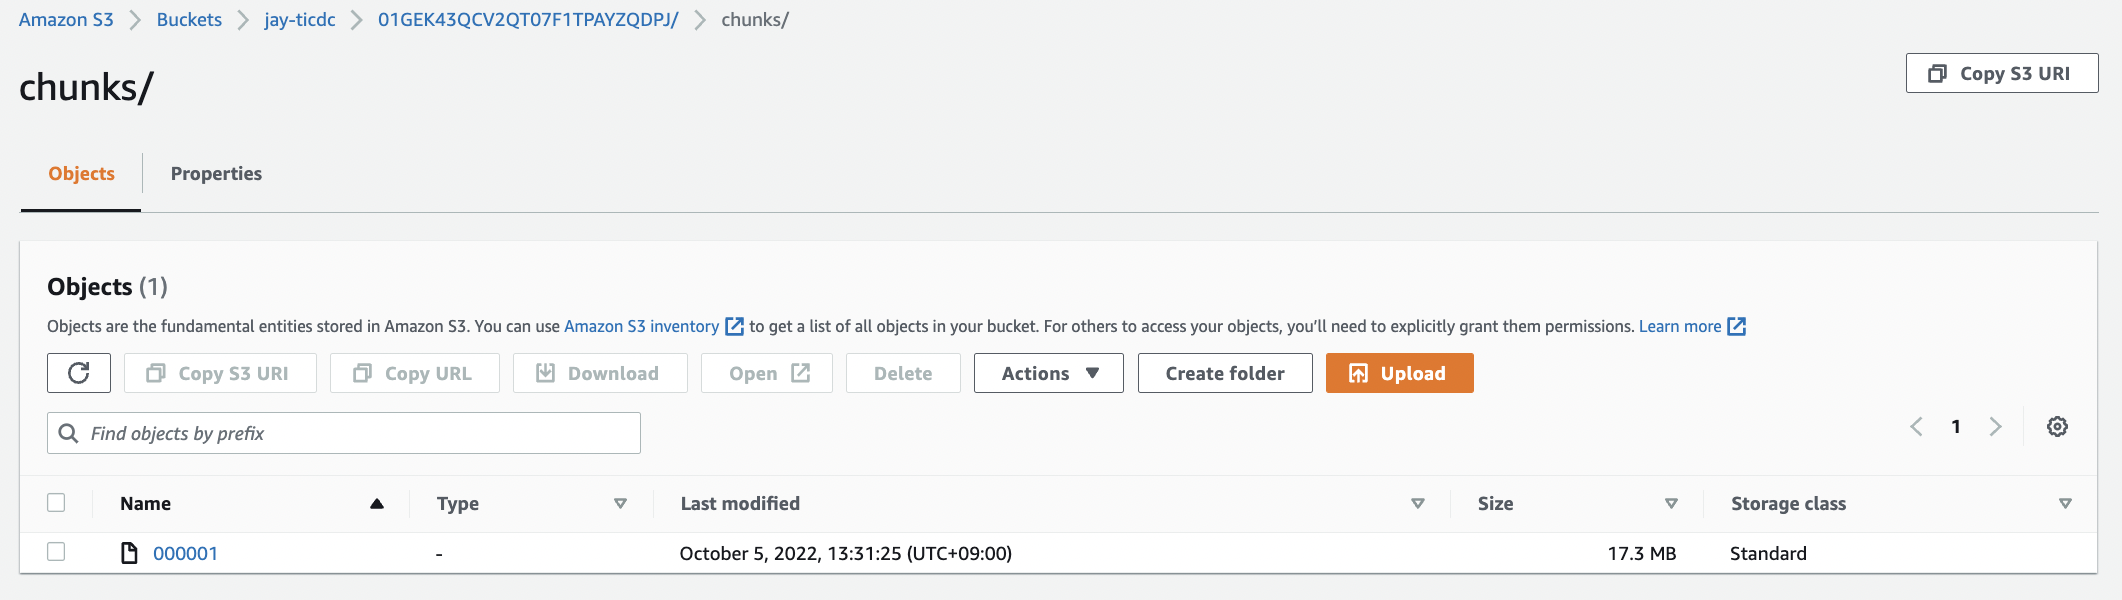 Amazon S3 > Buckets > jay-ticdc > 01GEK43QCV2QT07F1TPAYZQDPJ/ > chunks/
chunks/
Copy S3 URI
Objects Properties
Objects (1)
Objects are the fundamental entities stored in Amazon S3. You can use Amazon S3 inventory to get a list of all objects in your bucket. For others to access your objects, you'll need to explicitly grant them permissions. Learn more
Copy S3 URI Copy URL Download Open Delete Actions Create folder Upload
Find objects by prefix
1
Name Type Last modified Size Storage class
000001 - October 5, 2022, 13:31:25 (UTC+09:00) 17.3 MB Standard